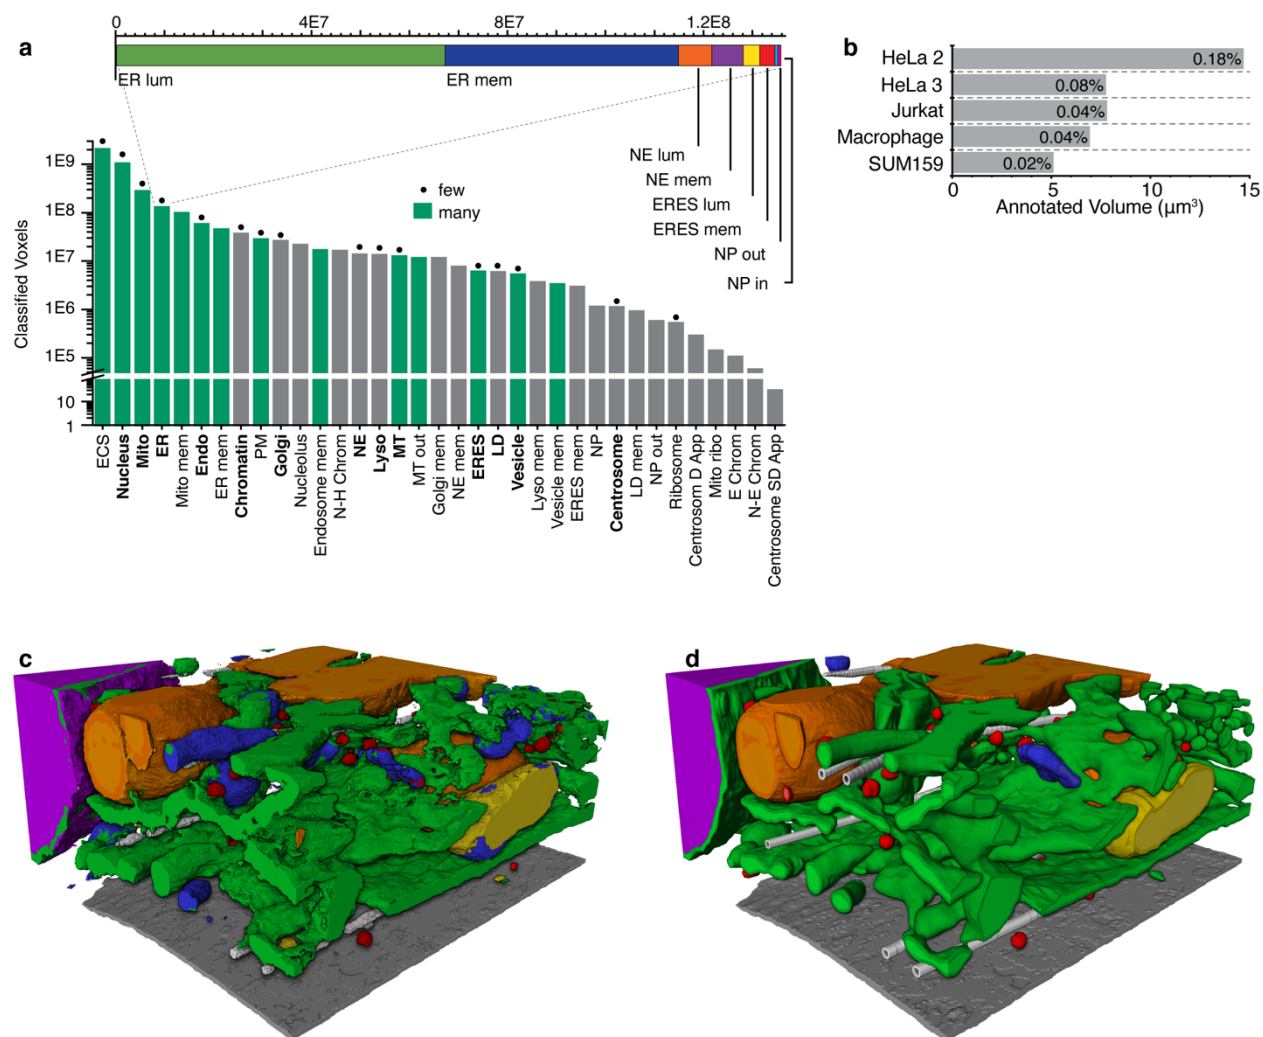 0 4E7 8E7 1.2E8
a
ER lum ER mem
NE lum
NE mem
ERES lum
ERES mem
NP out
NP in
few
many
Classified Voxels
1E9
1E8
1E7
1E6
1E5
10
1
ECS
Nucleus
Mito
ER
Mito mem
Endo
ER mem
Chromatin
PM
Golgi
Nucleolus
Endosome mem
N-H Chrom
NE
Lyso
MT
MT out
Golgi mem
NE mem
ERES
LD
Vesicle
Lyso mem
Vesicle mem
ERES mem
NP
Centrosome
LD mem
NP out
Ribosome
Centrosom D App
Mito ribo
E Chrom
N-E Chrom
Centrosome SD App
b
HeLa 2 0.18%
HeLa 3 0.08%
Jurkat 0.04%
Macrophage 0.04%
SUM159 0.02%
0 5 10 15
Annotated Volume (μm³)
c
d